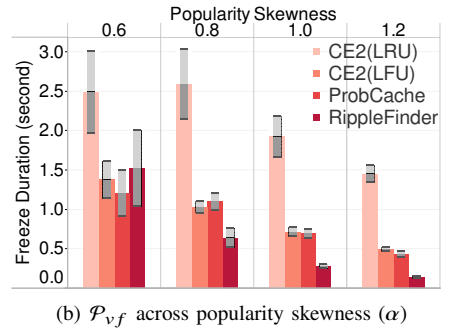 Popularity Skewness
0.6 0.8 1.0 1.2
Freeze Duration (second)
3.0
2.5
2.0
1.5
1.0
0.5
0.0
CE2(LRU)
CE2(LFU)
ProbCache
RippleFinder
(b) 𝒫𝑣𝑓 across popularity skewness (𝜶)